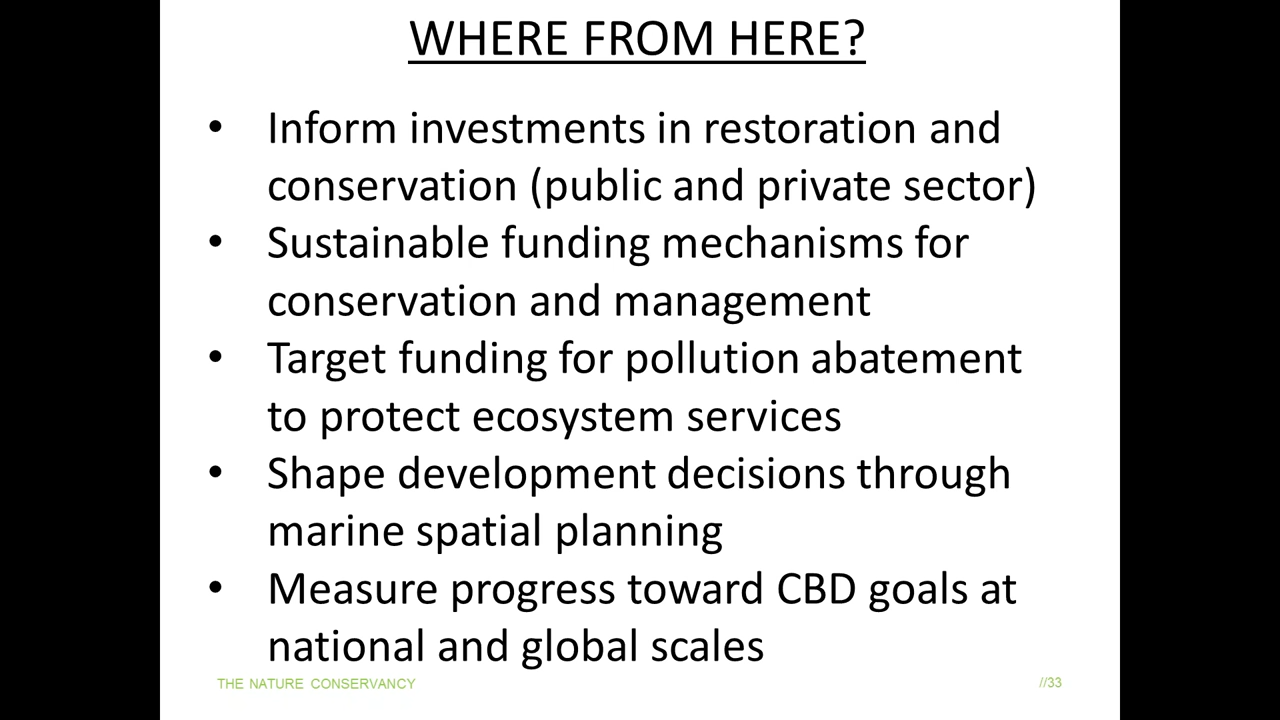 WHERE FROM HERE?
• Inform investments in restoration and
conservation (public and private sector)
• Sustainable funding mechanisms for
conservation and management
• Target funding for pollution abatement
to protect ecosystem services
• Shape development decisions through
marine spatial planning
• Measure progress toward CBD goals at
national and global scales
THE NATURE CONSERVANCY //33